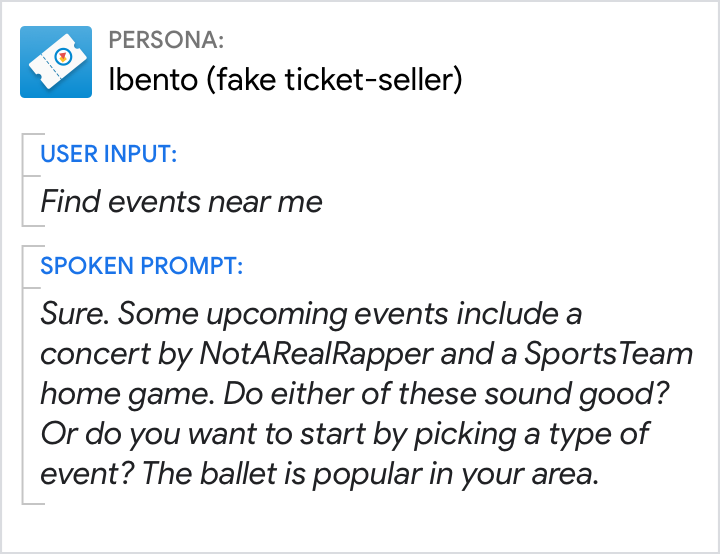 PERSONA:
Ibento (fake ticket-seller)
USER INPUT:
Find events near me
SPOKEN PROMPT:
Sure. Some upcoming events include a
concert by NotARealRapper and a SportsTeam
home game. Do either of these sound good?
Or do you want to start by picking a type of
event? The ballet is popular in your area.